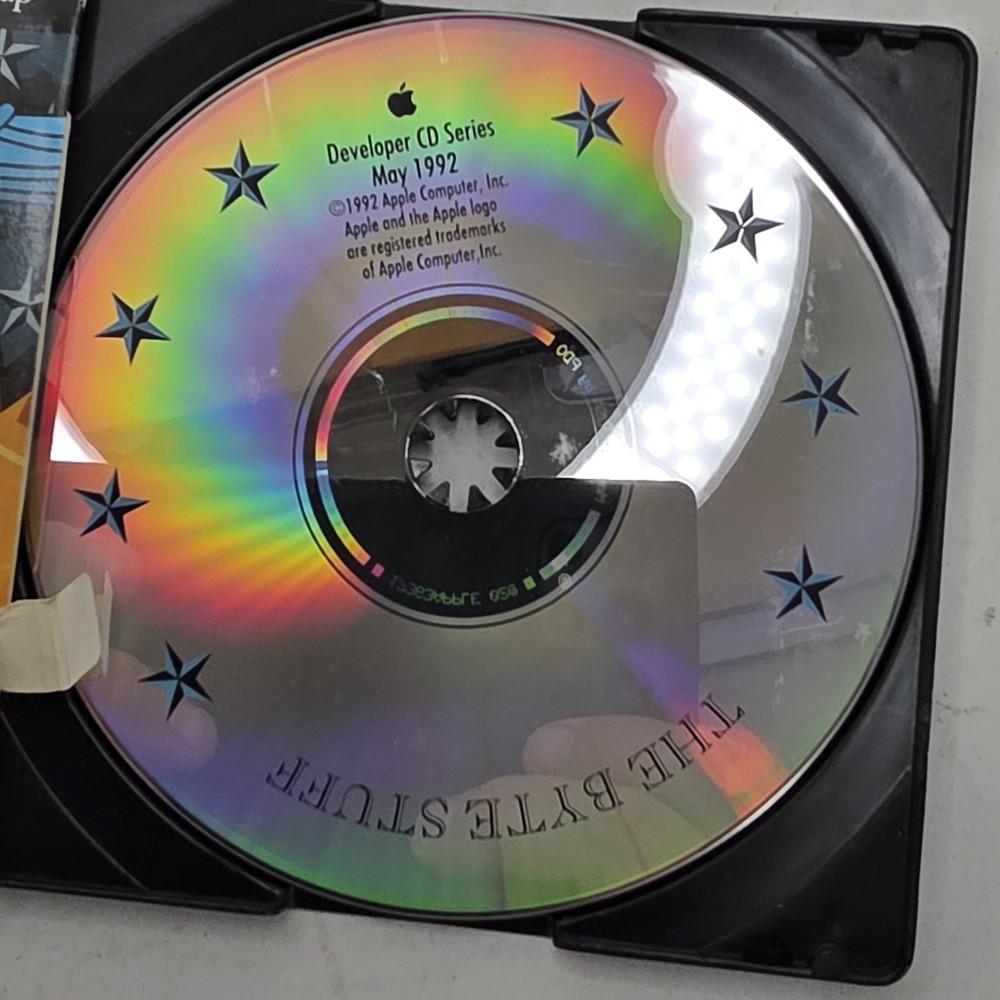 Developer CD Series
May 1992
©1992 Apple Computer, Inc.
Apple and the Apple logo
are registered trademarks
of Apple Computer, Inc.
THE BYTE STUFF